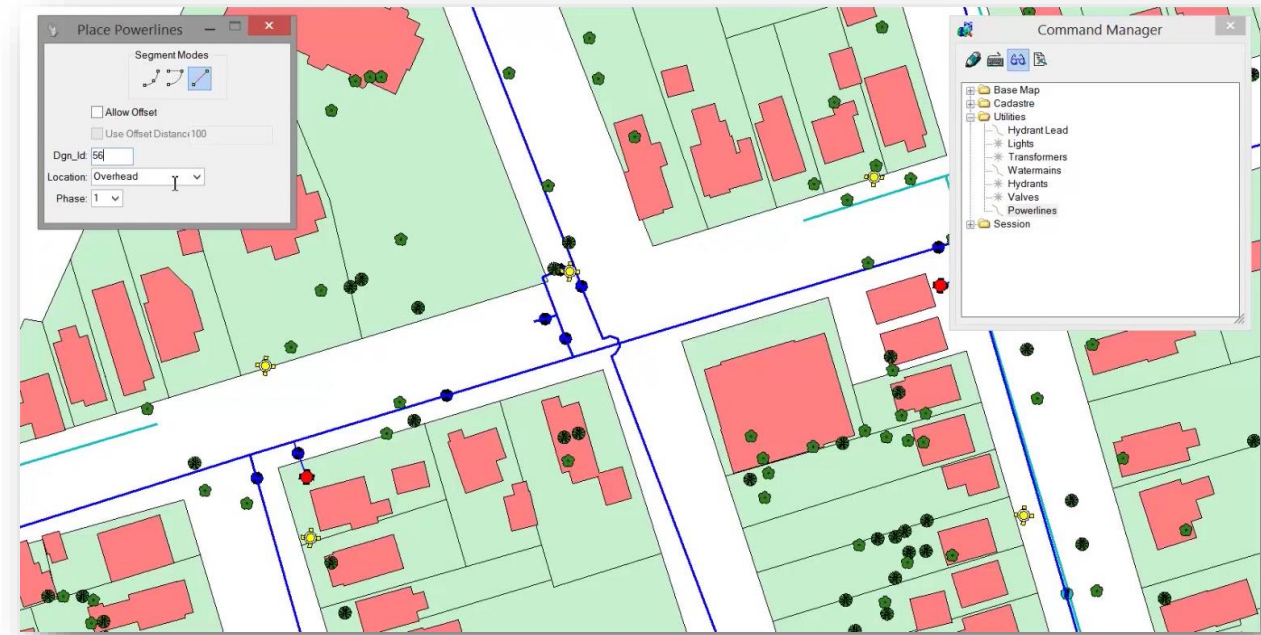 Place Powerlines
Segment Modes
Allow Offset
Use Offset Distanc 100
Dgn_Id: 56
Location: Overhead
Phase: 1
Command Manager
Base Map
Cadastre
Utilities
Hydrant Lead
Lights
Transformers
Watermains
Hydrants
Valves
Powerlines
Session